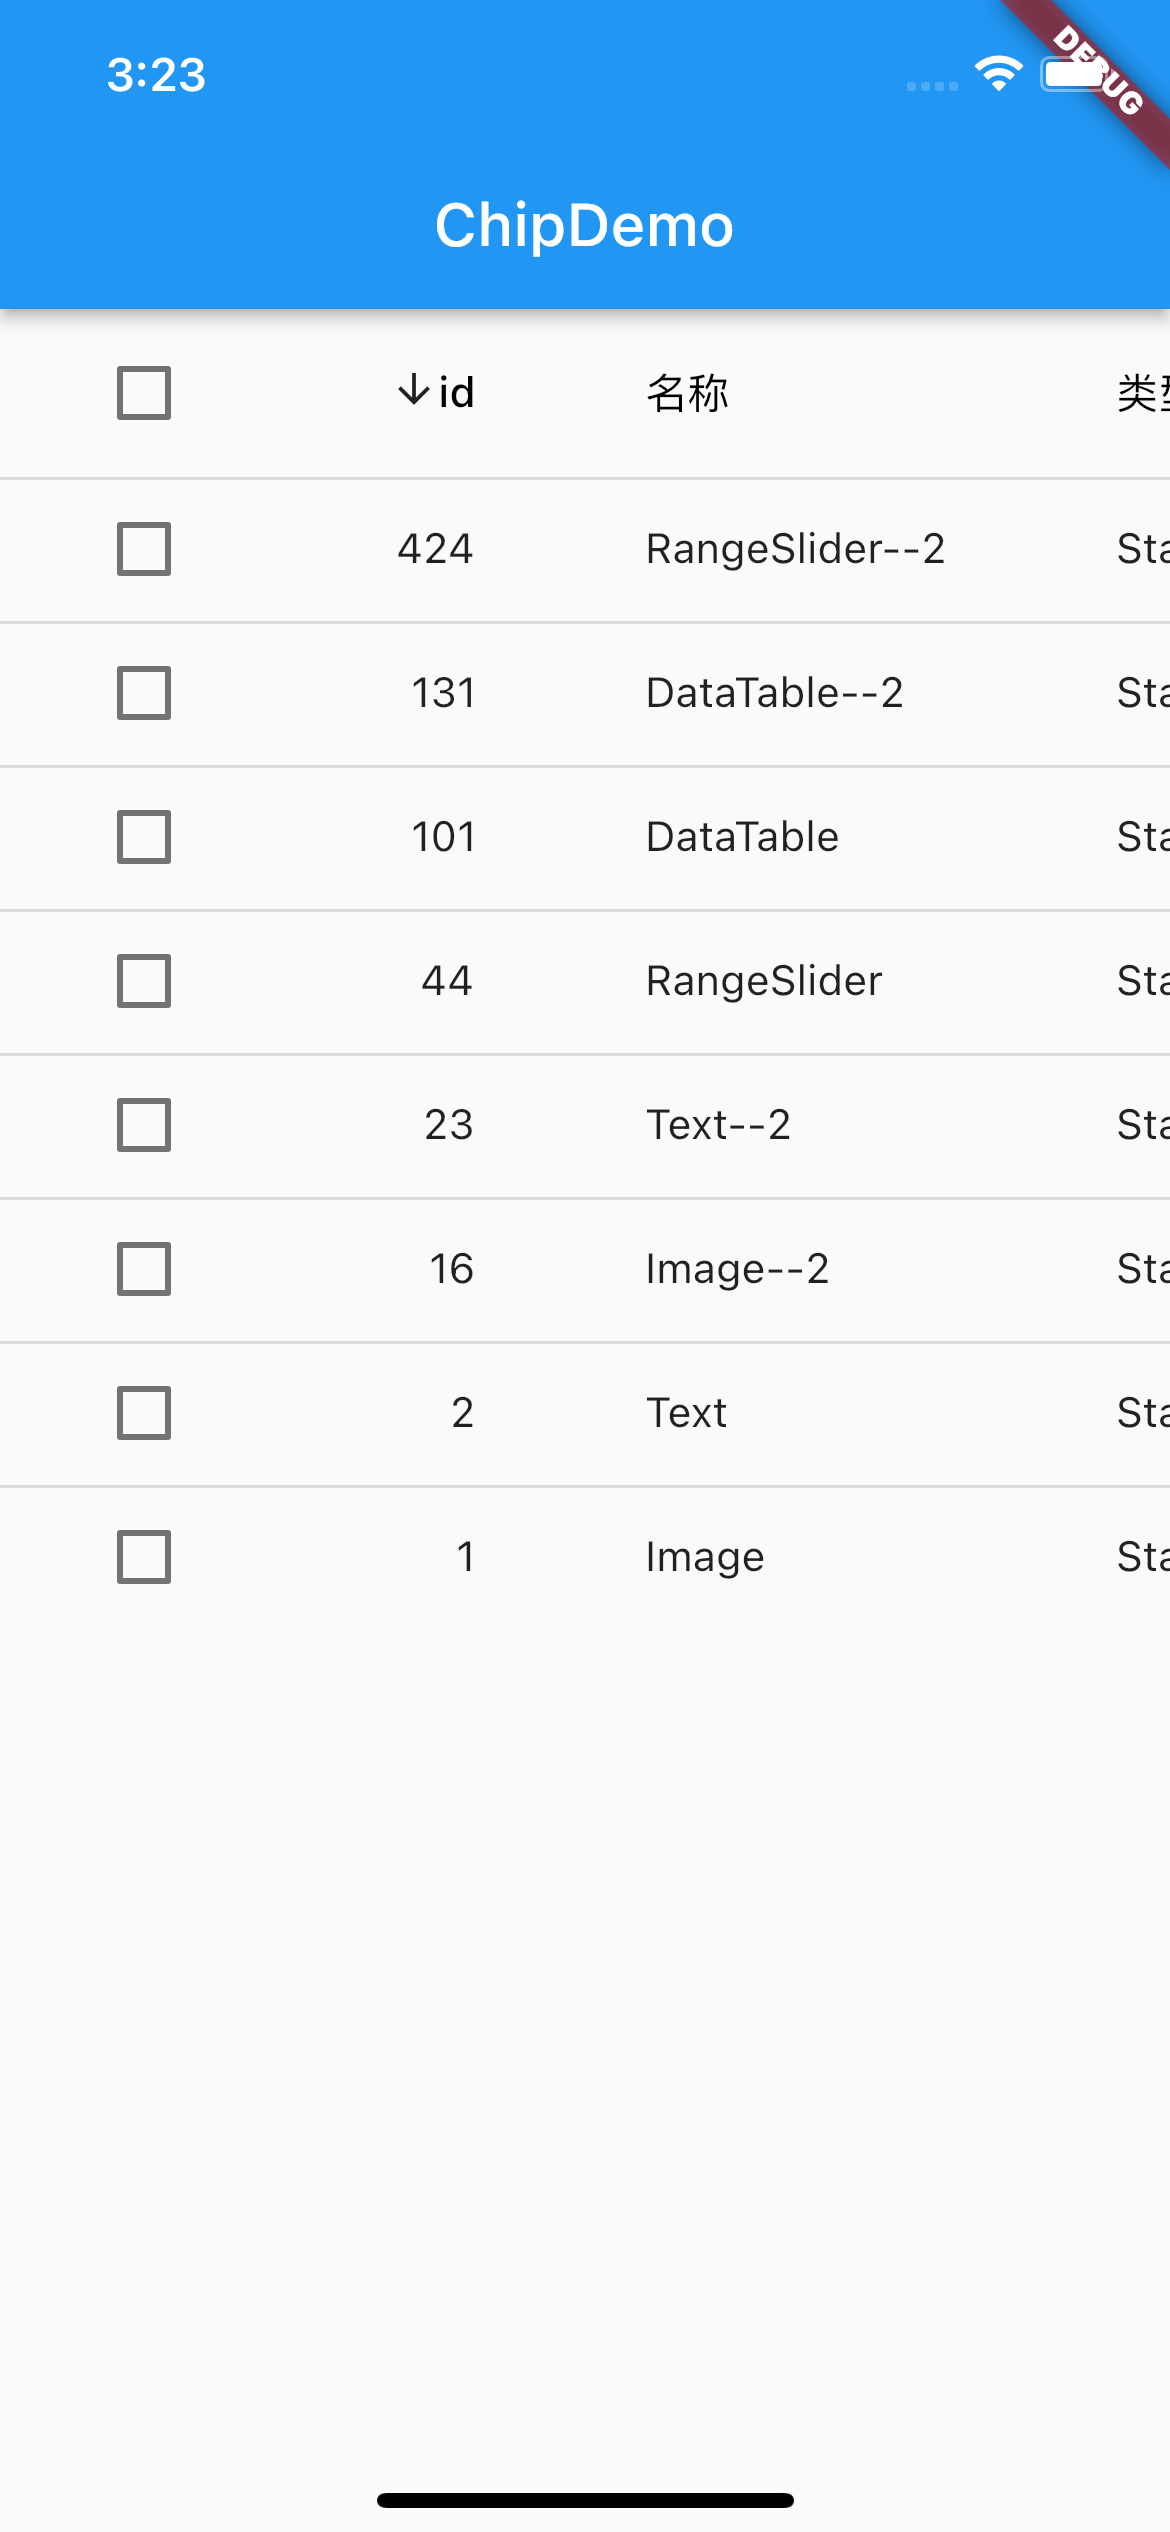 3:23
DEBUG
ChipDemo
id 名称 类型
424 RangeSlider--2 Sta
131 DataTable--2 Sta
101 DataTable Sta
44 RangeSlider Sta
23 Text--2 Sta
16 Image--2 Sta
2 Text Sta
1 Image Sta